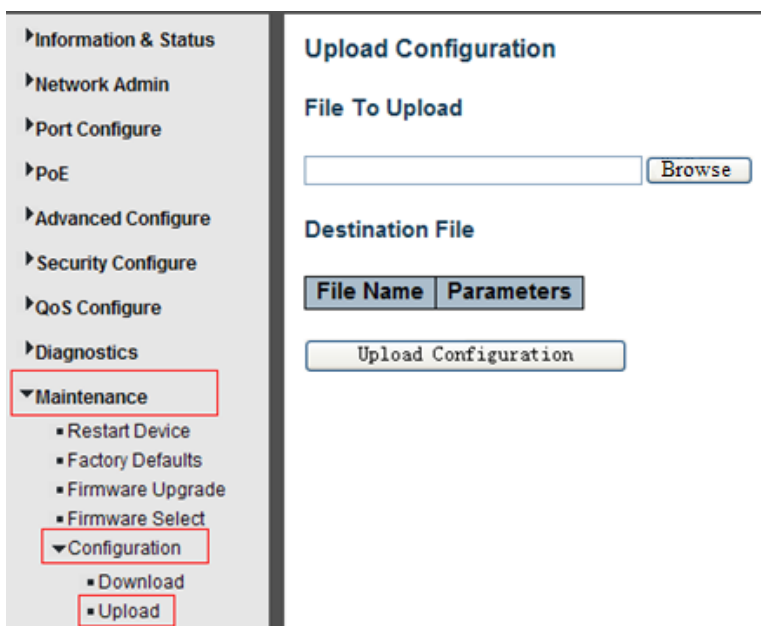 Information & Status
Network Admin
Port Configure
PoE
Advanced Configure
Security Configure
QoS Configure
Diagnostics
Maintenance
Restart Device
Factory Defaults
Firmware Upgrade
Firmware Select
Configuration
Download
Upload
Upload Configuration
File To Upload
Browse
Destination File
File Name Parameters
Upload Configuration